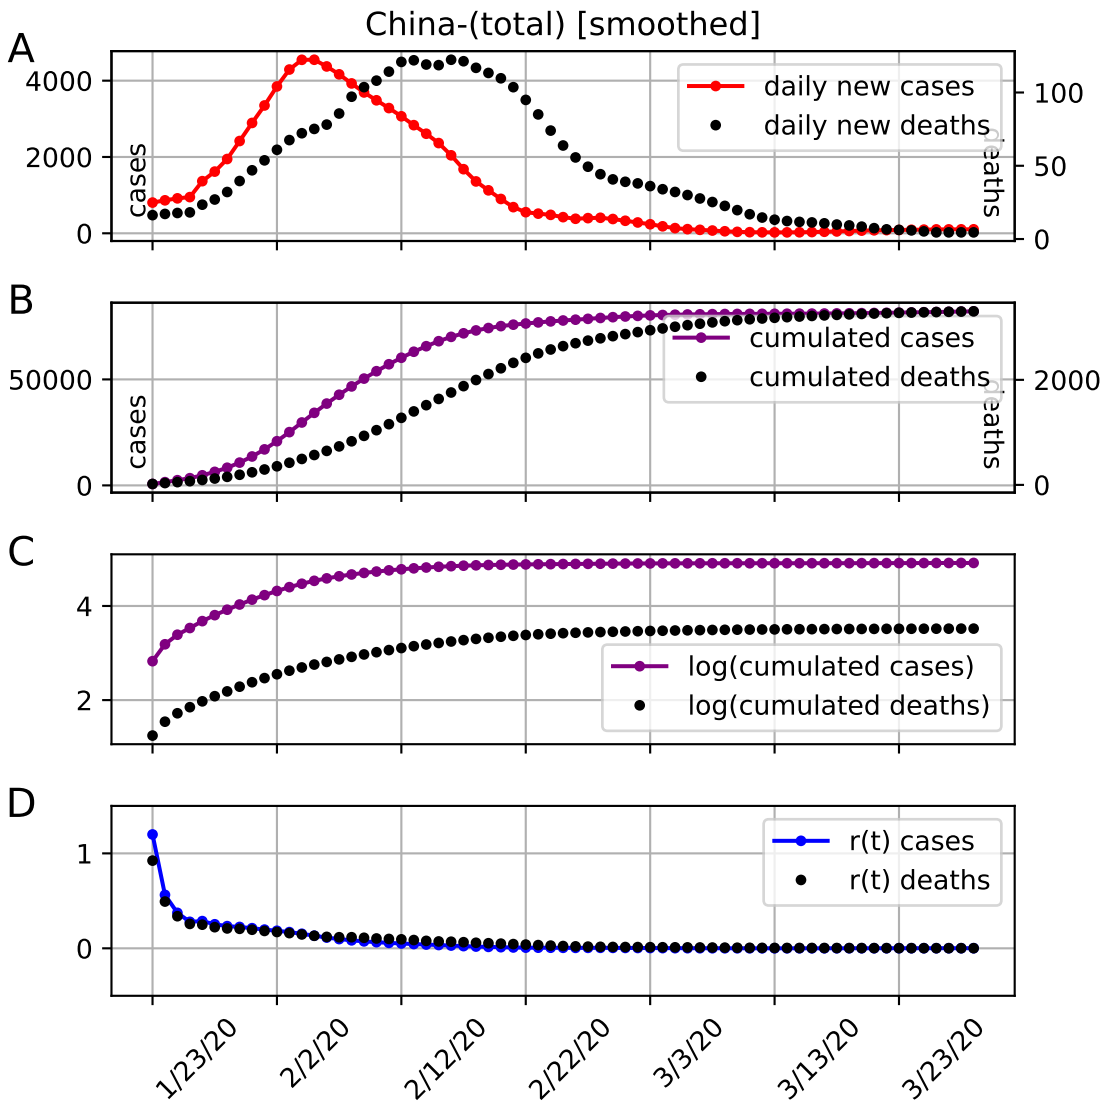 China-(total) [smoothed]
A
4000
2000
0
cases
daily new cases
daily new deaths
100
50
0
deaths
B
50000
0
cases
cumulated cases
cumulated deaths
2000
0
deaths
C
4
2
log(cumulated cases)
log(cumulated deaths)
D
1
0
r(t) cases
r(t) deaths
1/23/20
2/2/20
2/12/20
2/22/20
3/3/20
3/13/20
3/23/20